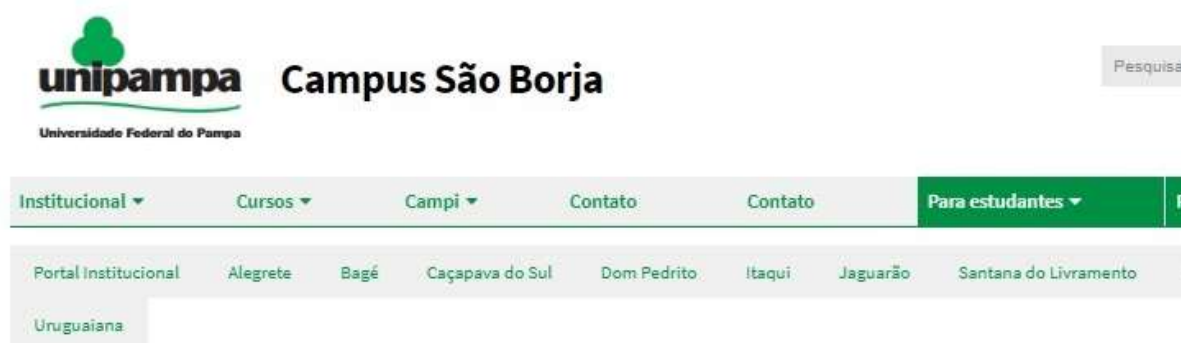 unipampa
Universidade Federal do Pampa
Campus São Borja
Pesquisa
Institucional Cursos Campi Contato Contato Para estudantes
Portal Institucional Alegrete Bagé Caçapava do Sul Dom Pedrito Itaqui Jaguarão Santana do Livramento
Uruguaiana